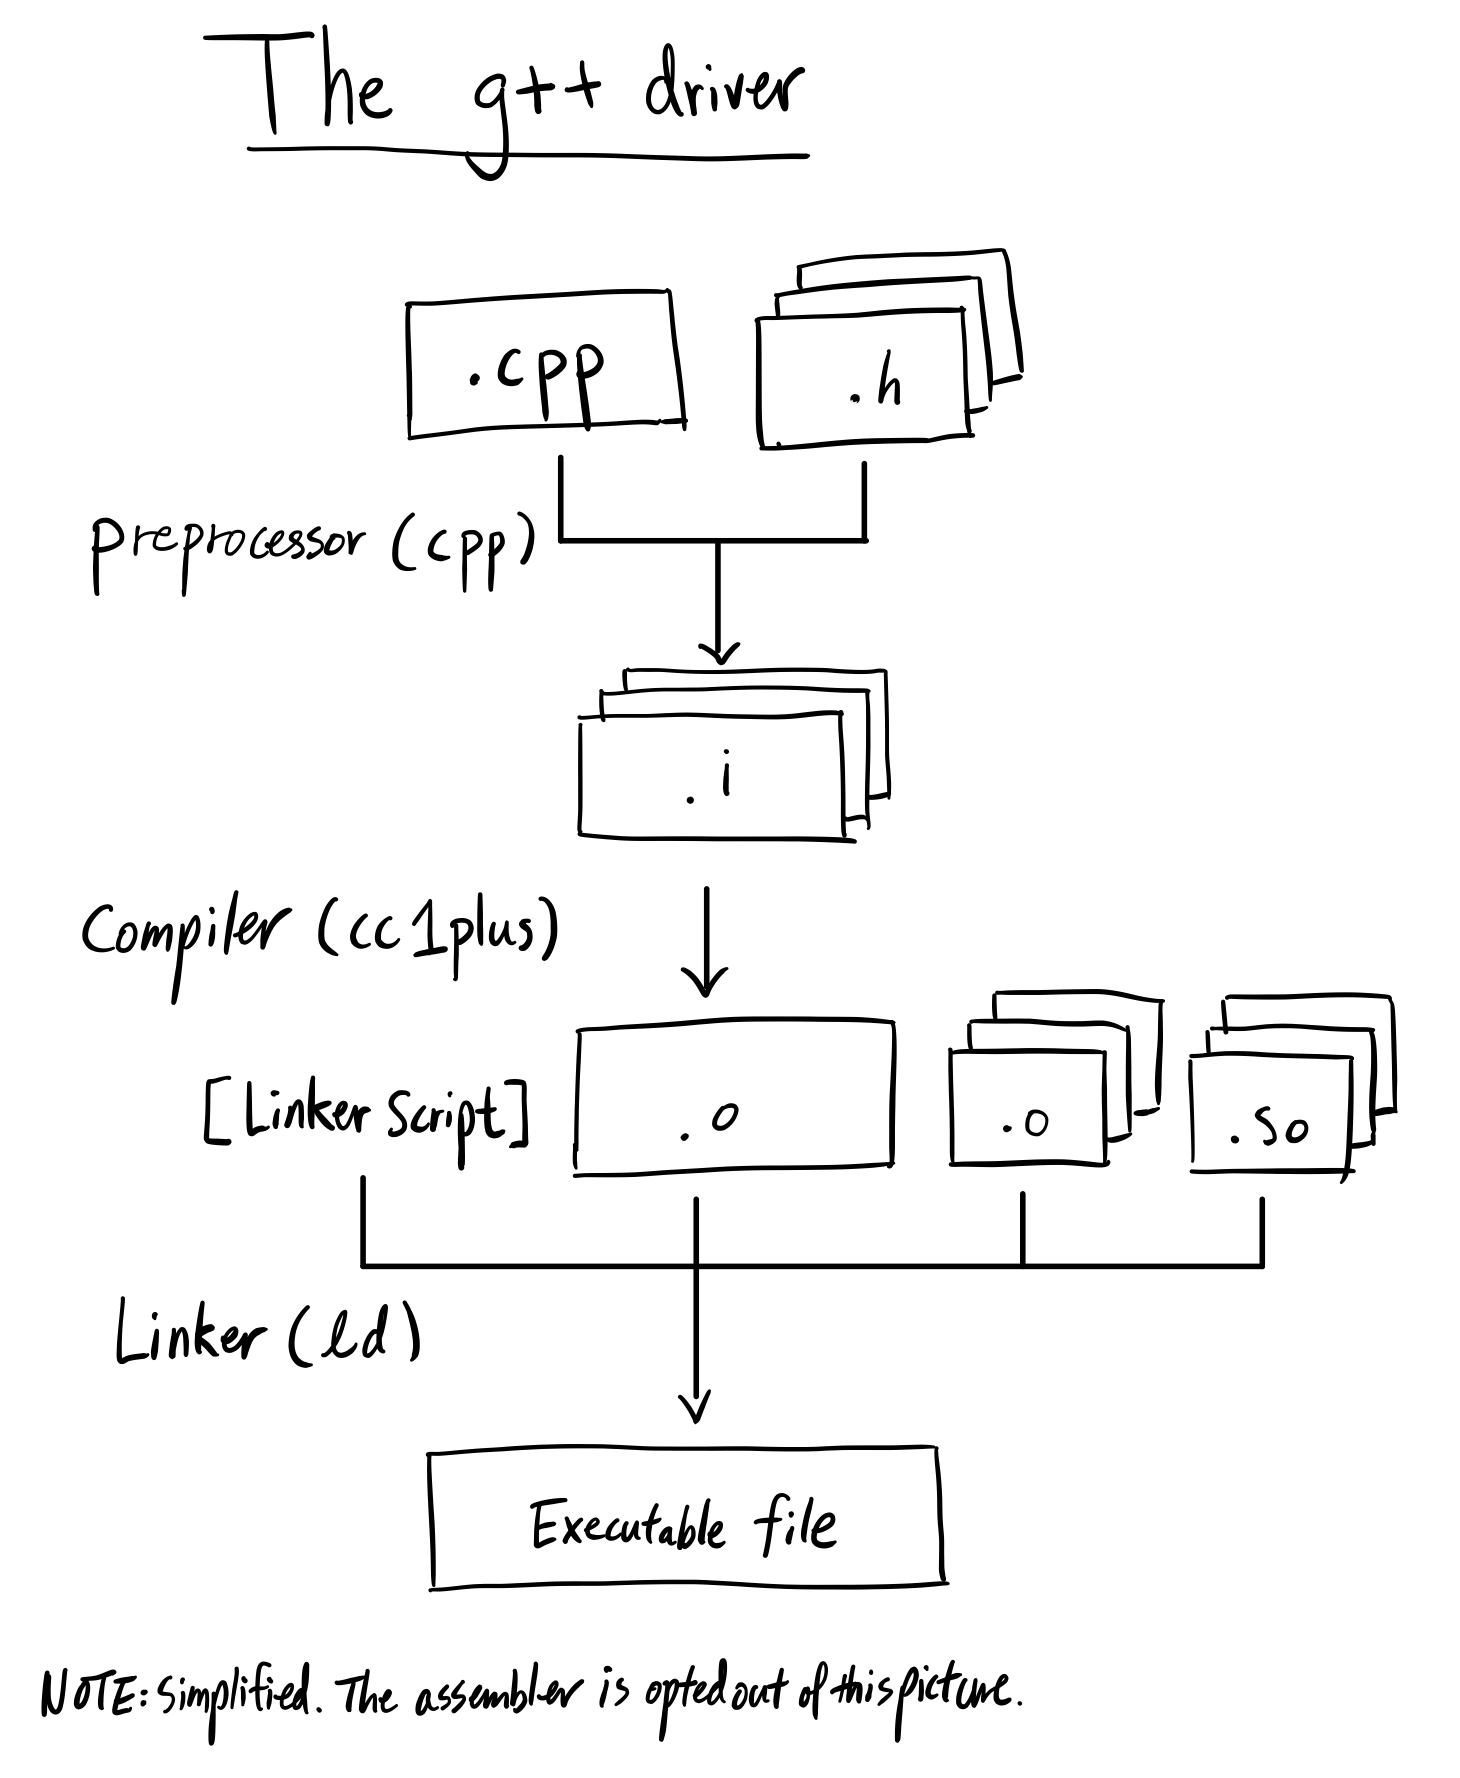 The g++ driver
.cpp
.h
Preprocessor (cpp)
.i
Compiler (cc1plus)
[Linker Script]
.o
.o
.so
Linker (ld)
Executable file
NOTE: Simplified. The assembler is opted out of this picture.